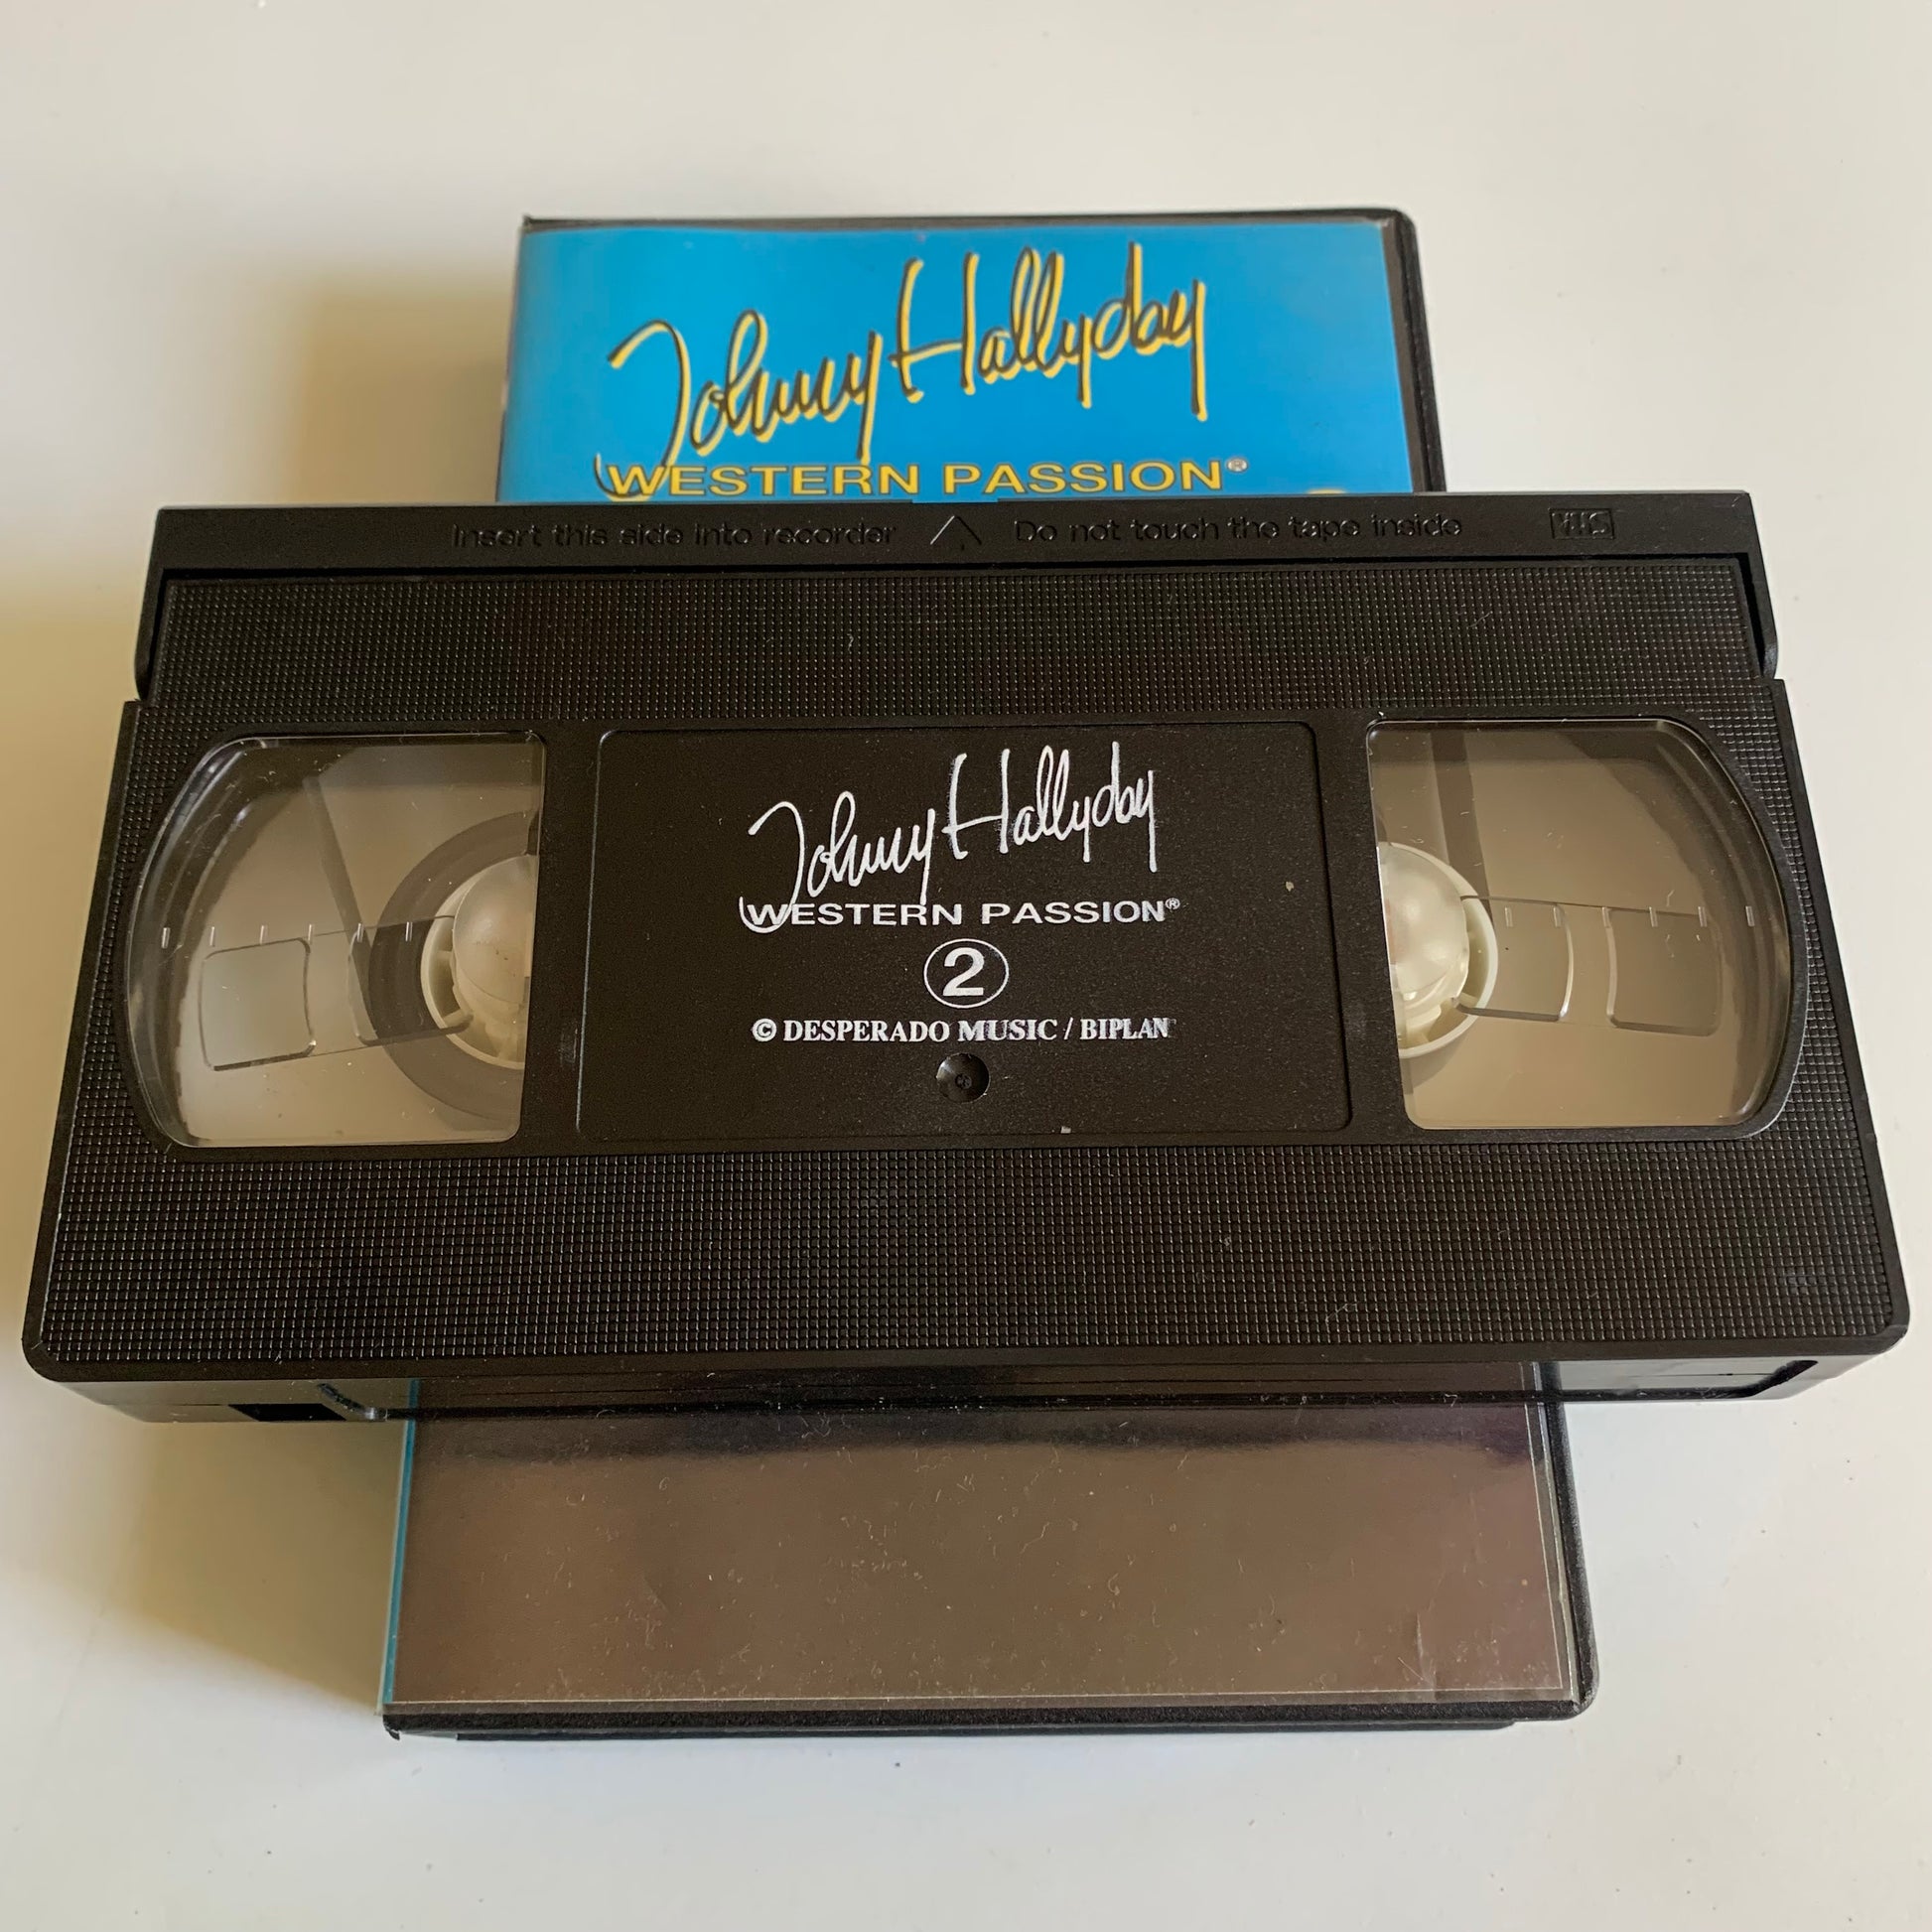 Johnny Hallyday
WESTERN PASSION®
Insert this side into recorder Do not touch the tape inside VHS
Johnny Hallyday
WESTERN PASSION®
2
© DESPERADO MUSIC / BIPLAN